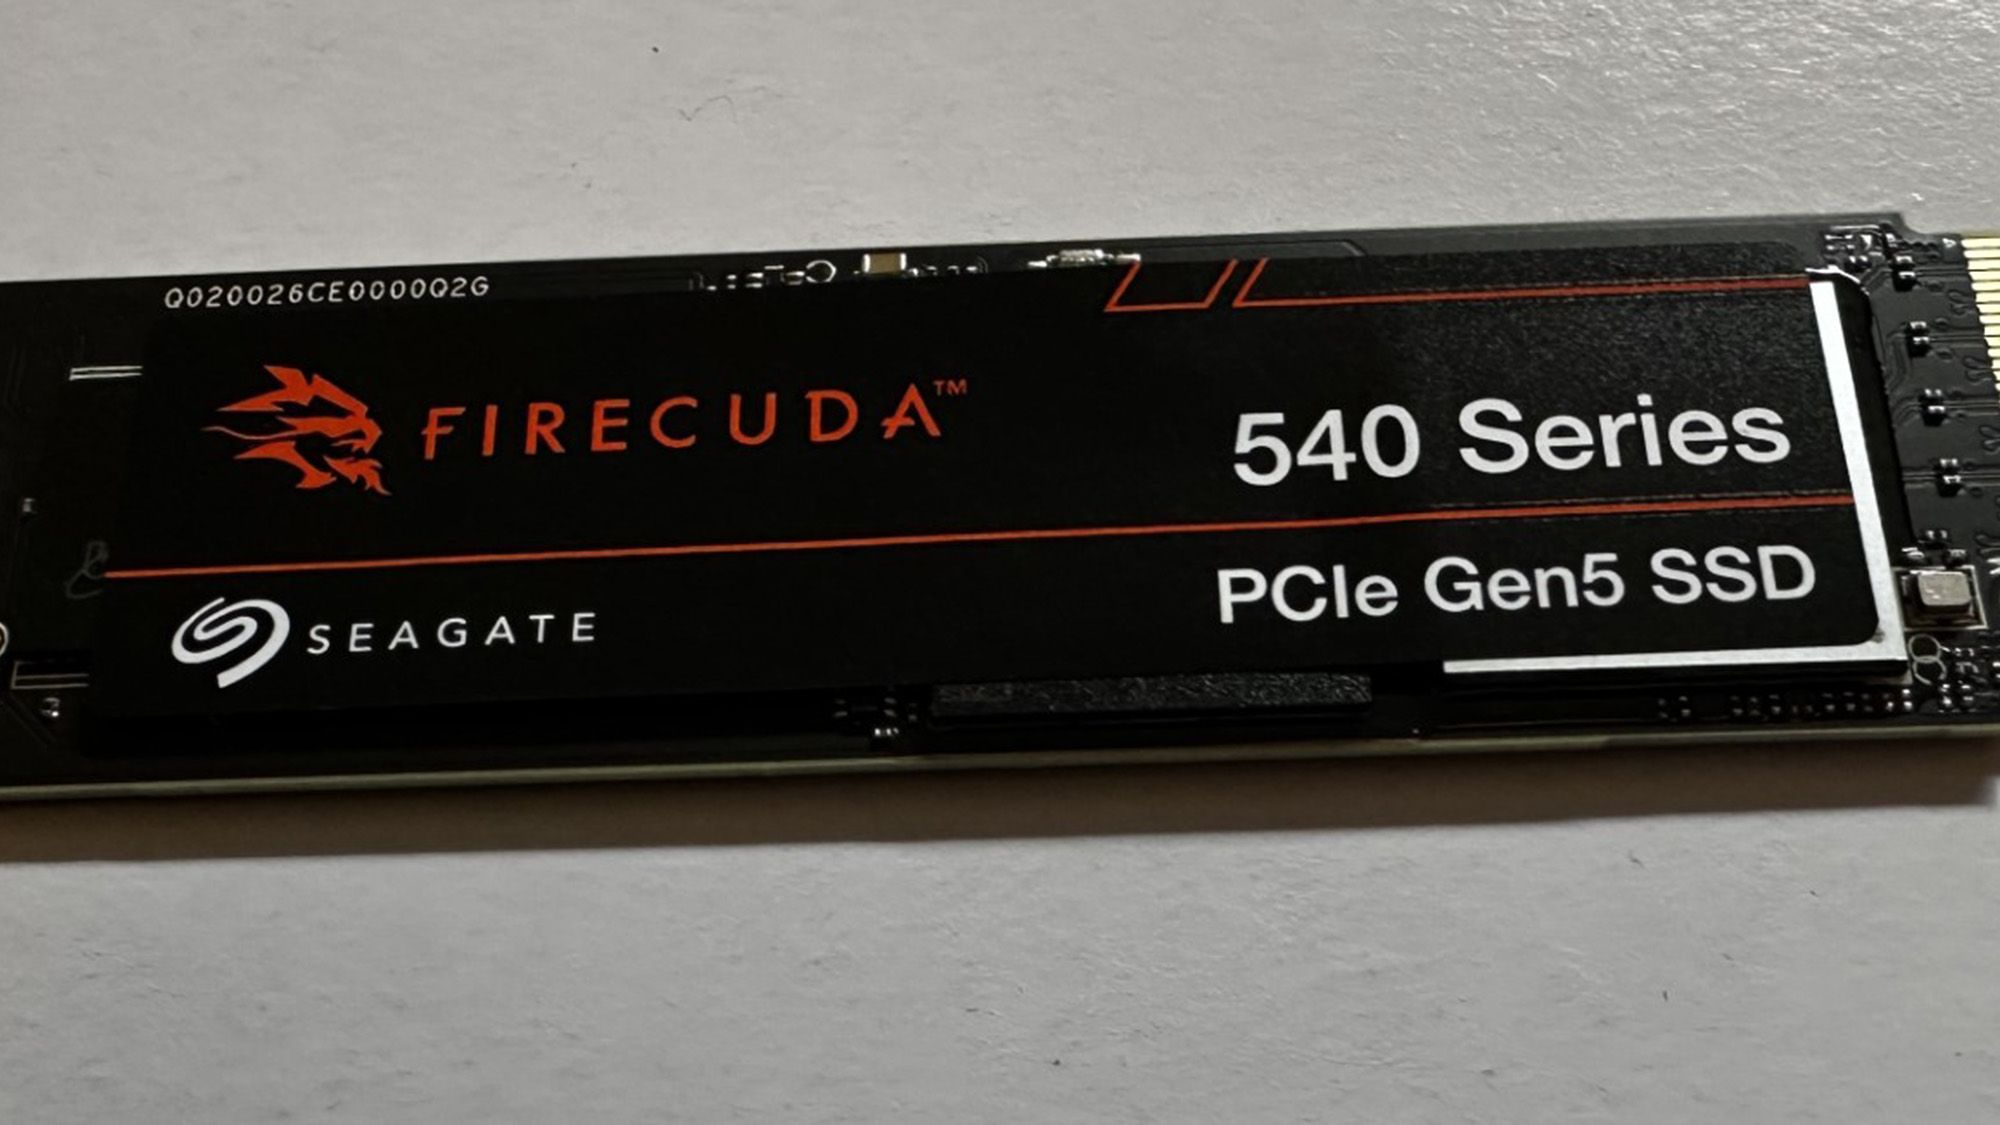 Q020026CE0000Q2G
FIRECUDA™
540 Series
SEAGATE
PCIe Gen5 SSD